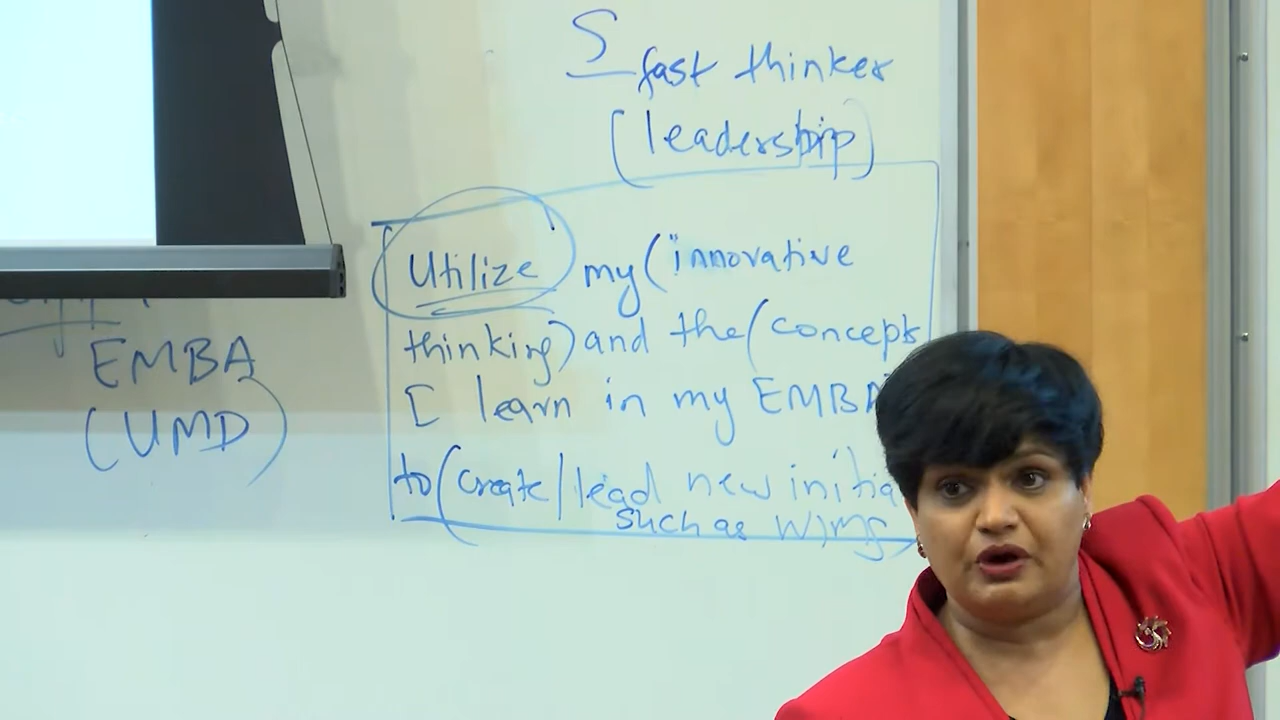 S fast thinker
(leadership)
Utilize my (innovative
thinking) and the (concepts
I learn in my EMBA
to (create/lead new initia
such as
EMBA
(UMD)